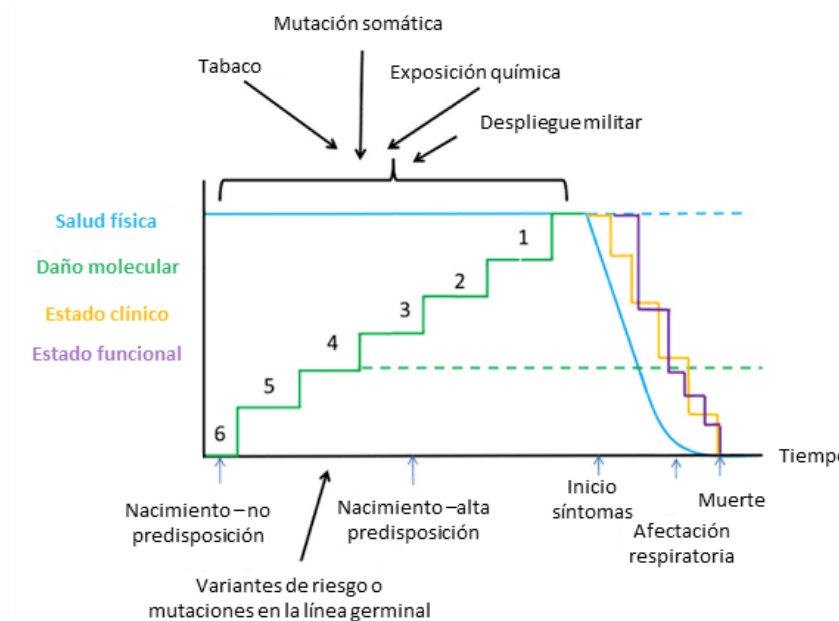 Mutación somática
Tabaco
Exposición química
Despliegue militar
Salud física
Daño molecular
Estado clínico
Estado funcional
1
2
3
4
5
6
Tiempo
Nacimiento – no
predisposición
Nacimiento –alta
predisposición
Inicio
síntomas
Muerte
Afectación
respiratoria
Variantes de riesgo o
mutaciones en la línea germinal